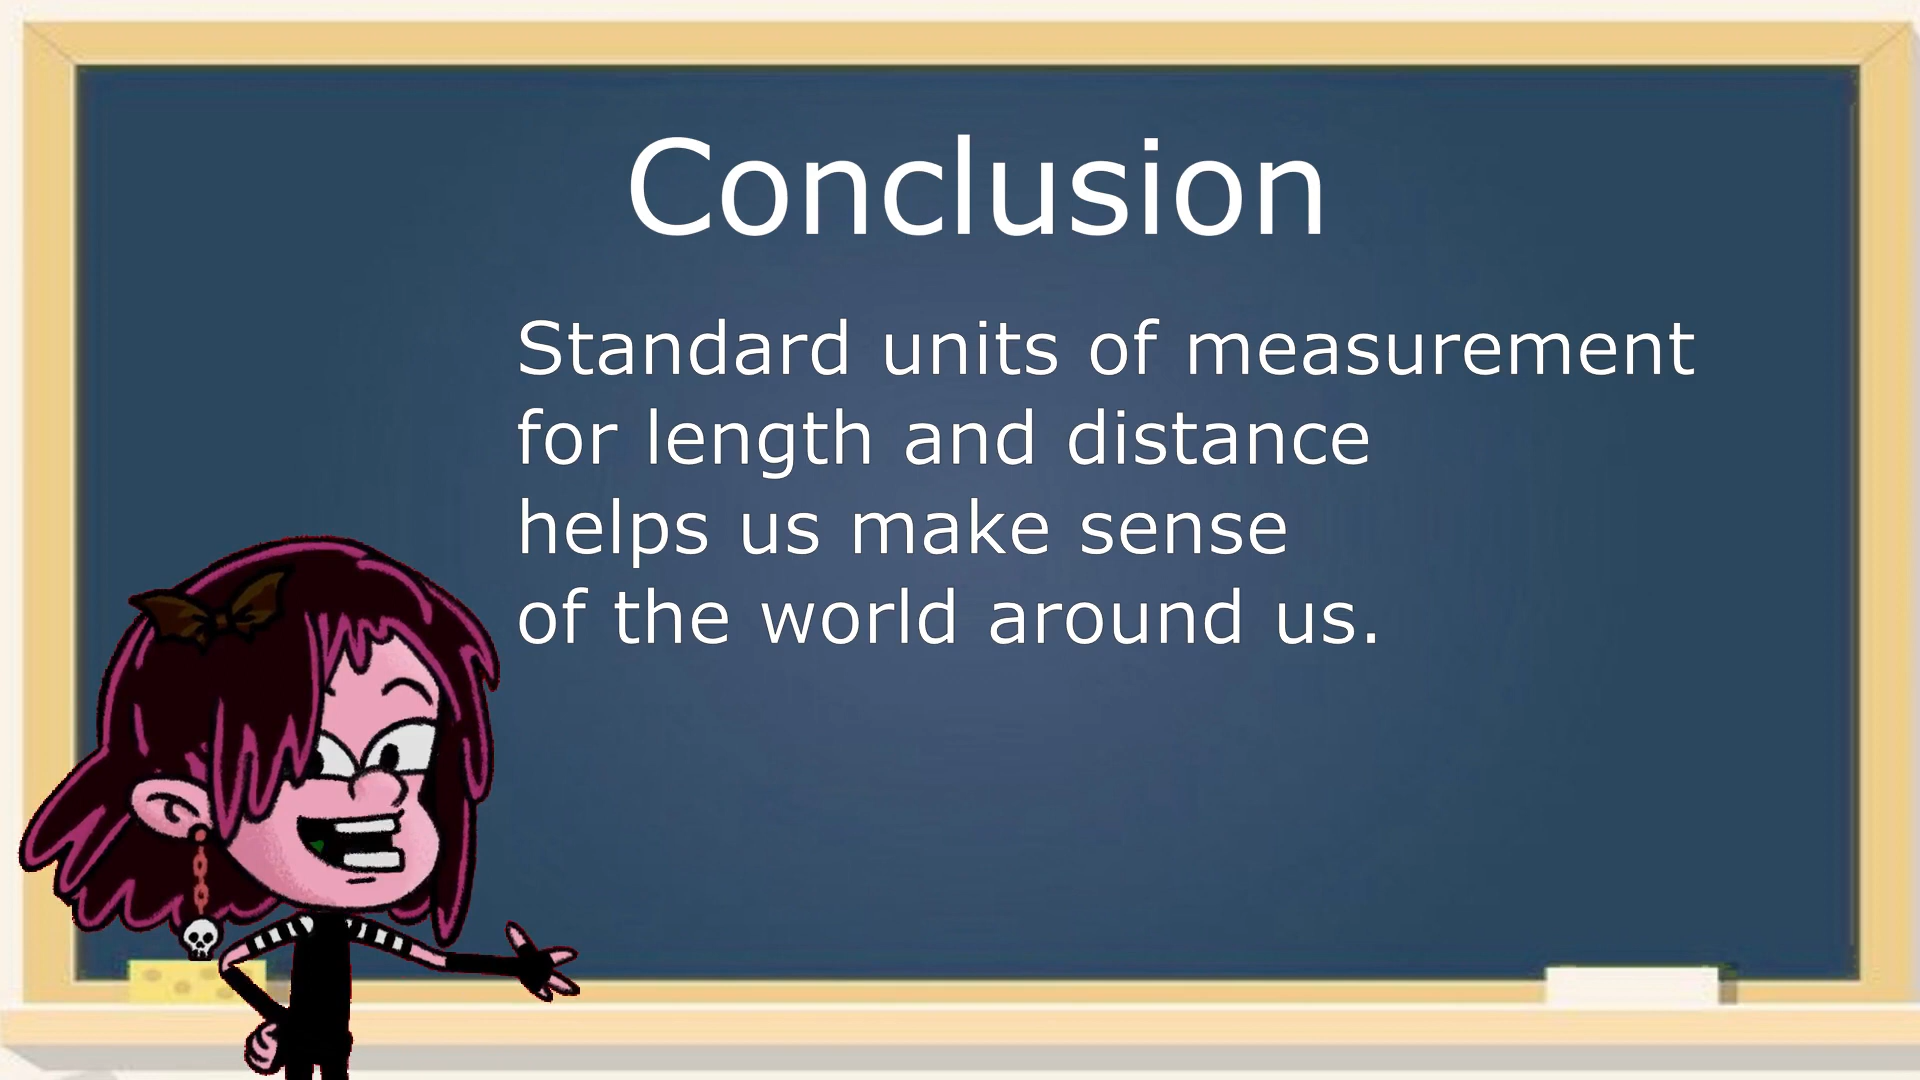 Conclusion
Standard units of measurement
for length and distance
helps us make sense
of the world around us.